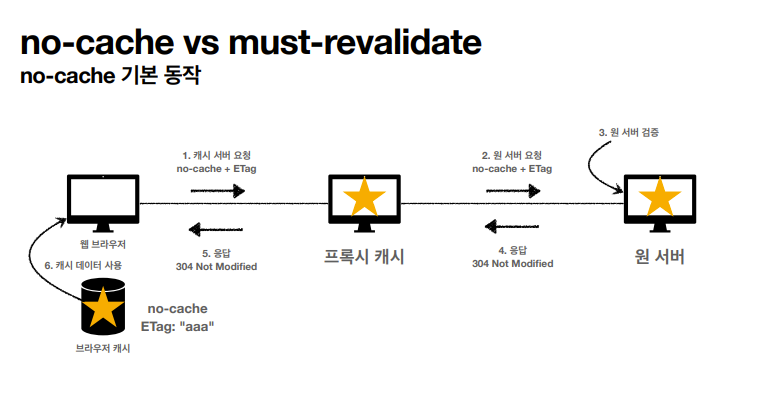 no-cache vs must-revalidate
no-cache 기본 동작
3. 원 서버 검증
1. 캐시 서버 요청
no-cache + ETag
2. 원 서버 요청
no-cache + ETag
웹 브라우저
5. 응답
304 Not Modified
프록시 캐시
4. 응답
304 Not Modified
원 서버
6. 캐시 데이터 사용
no-cache
ETag: "aaa"
브라우저 캐시